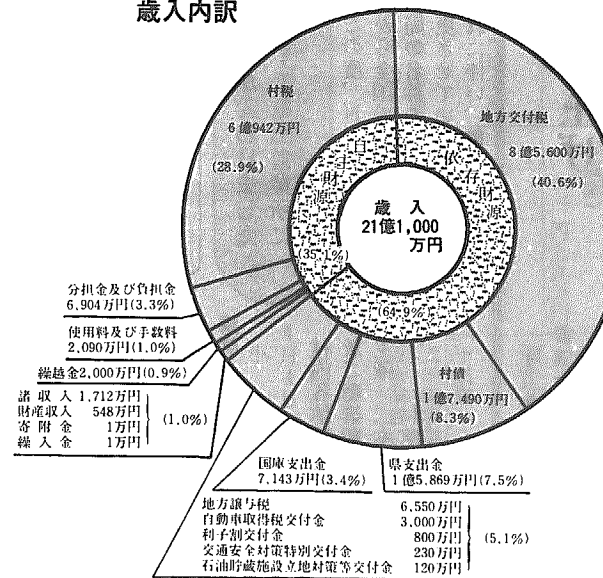 歳入内訳
村税
6億942万円
(28.9%)
地方交付税
8億5,600万円
(40.6%)
自主財源
(35.1%)
依存財源
(64.9%
歳入
21億1,000
万円
分担金及び負担金
6,904万円(3.3%)
使用料及び手数料
2,090万円(1.0%)
繰越金2,000万円(0.9%)
諸収入 1,712万円
財産収入 548万円
寄附金 1万円
繰入金 1万円
(1.0%)
村債
1億7,490万円
(8.3%)
国庫支出金
7,143万円(3.4%)
県支出金
1億5,869万円(7.5%)
地方譲与税 6,550万円
自動車取得税交付金 3,000万円
利子割交付金 800万円
交通安全対策特別交付金 230万円
石油貯蔵施設立地対策等交付金 120万円
(5.1%)